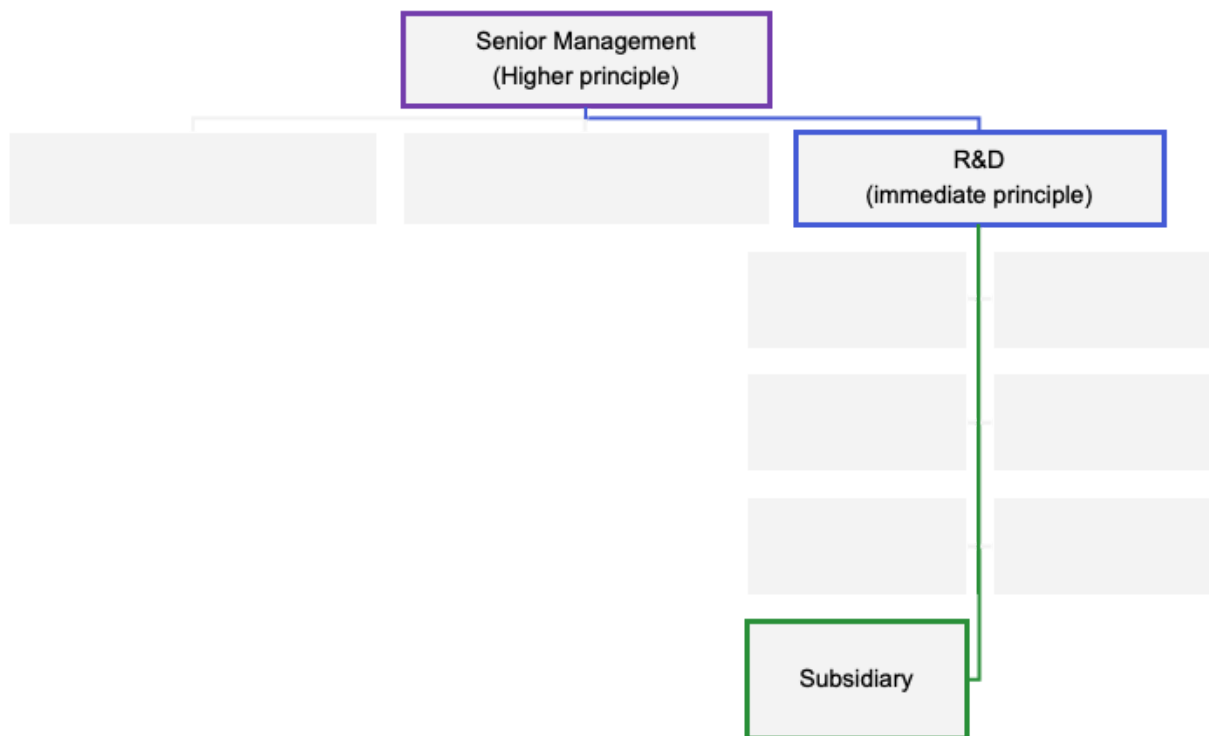 Senior Management
(Higher principle)
R&D
(immediate principle)
Subsidiary